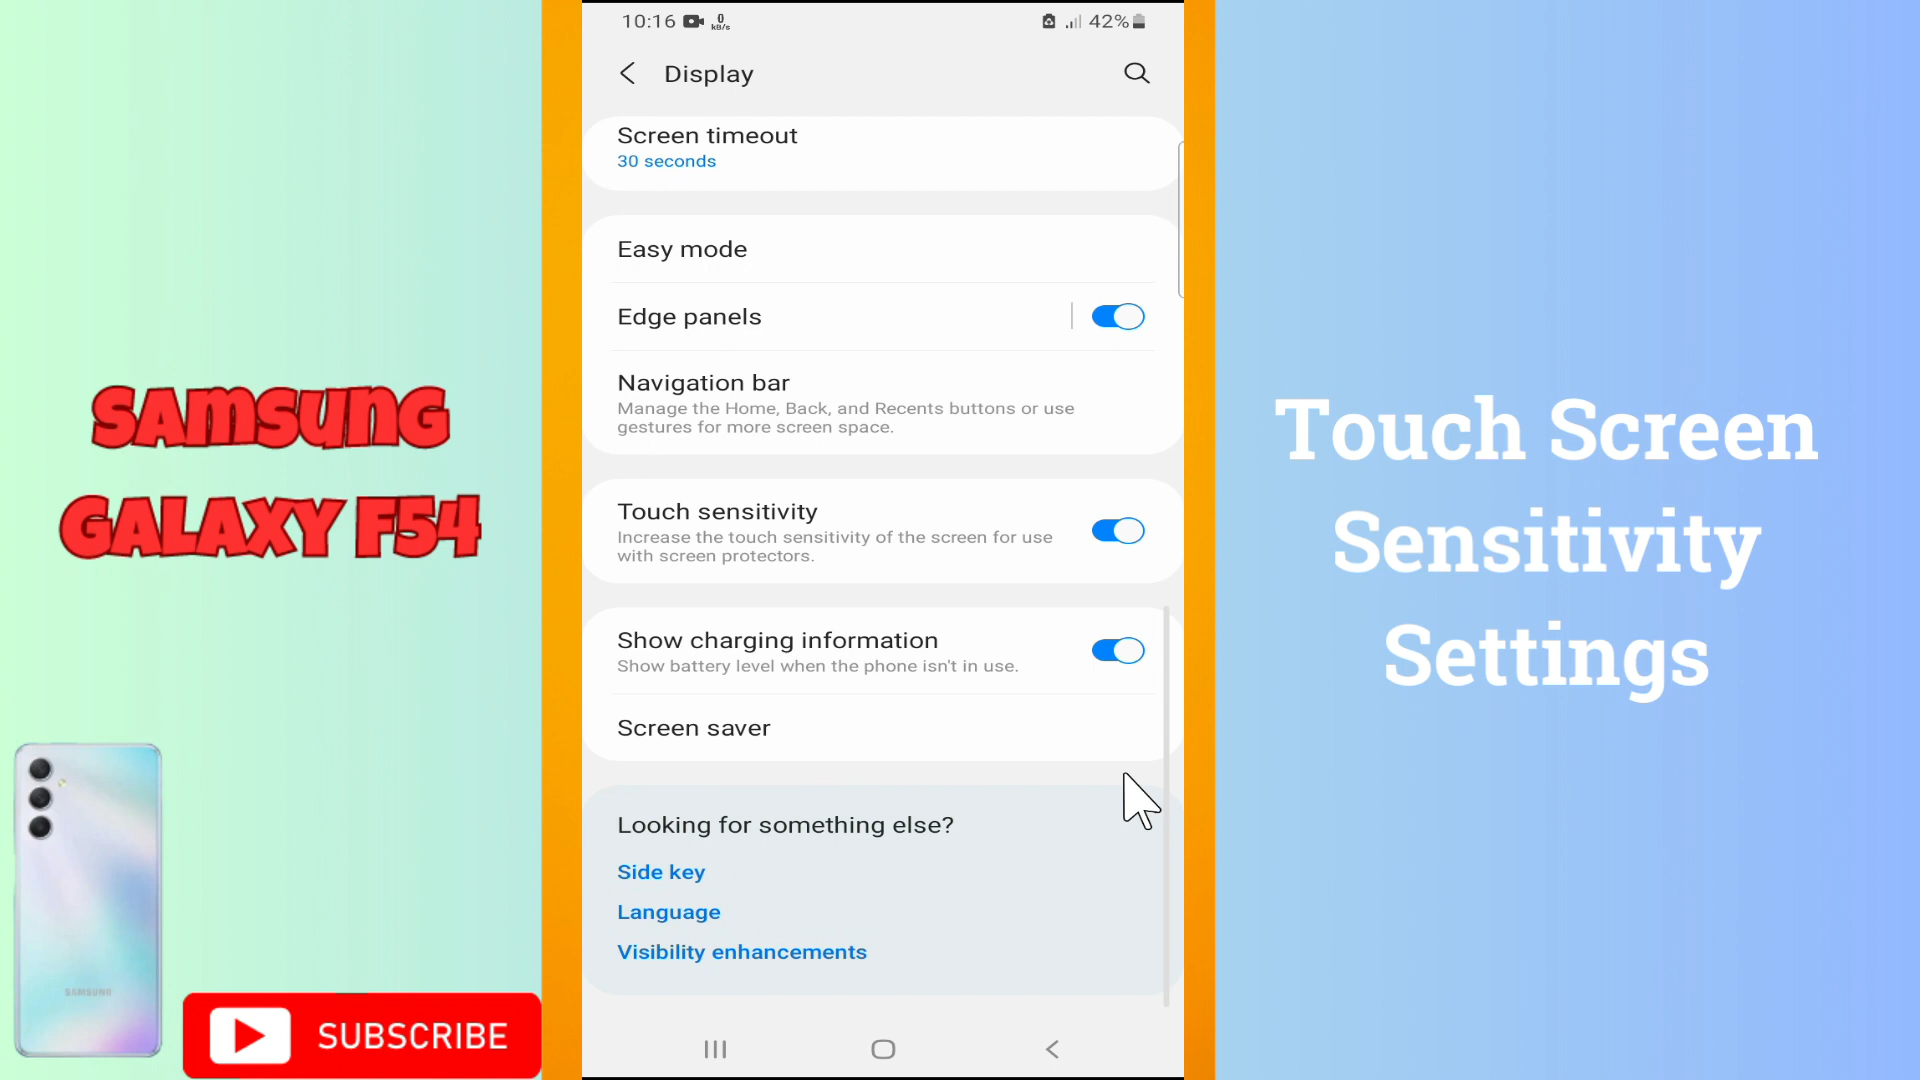 SAMSUNG
GALAXY F54
SAMSUNG
SUBSCRIBE
10:16 0 kB/s 42%
Display
Screen timeout
30 seconds
Easy mode
Edge panels
Navigation bar
Manage the Home, Back, and Recents buttons or use
gestures for more screen space.
Touch sensitivity
Increase the touch sensitivity of the screen for use
with screen protectors.
Show charging information
Show battery level when the phone isn't in use.
Screen saver
Looking for something else?
Side key
Language
Visibility enhancements
Touch Screen
Sensitivity
Settings